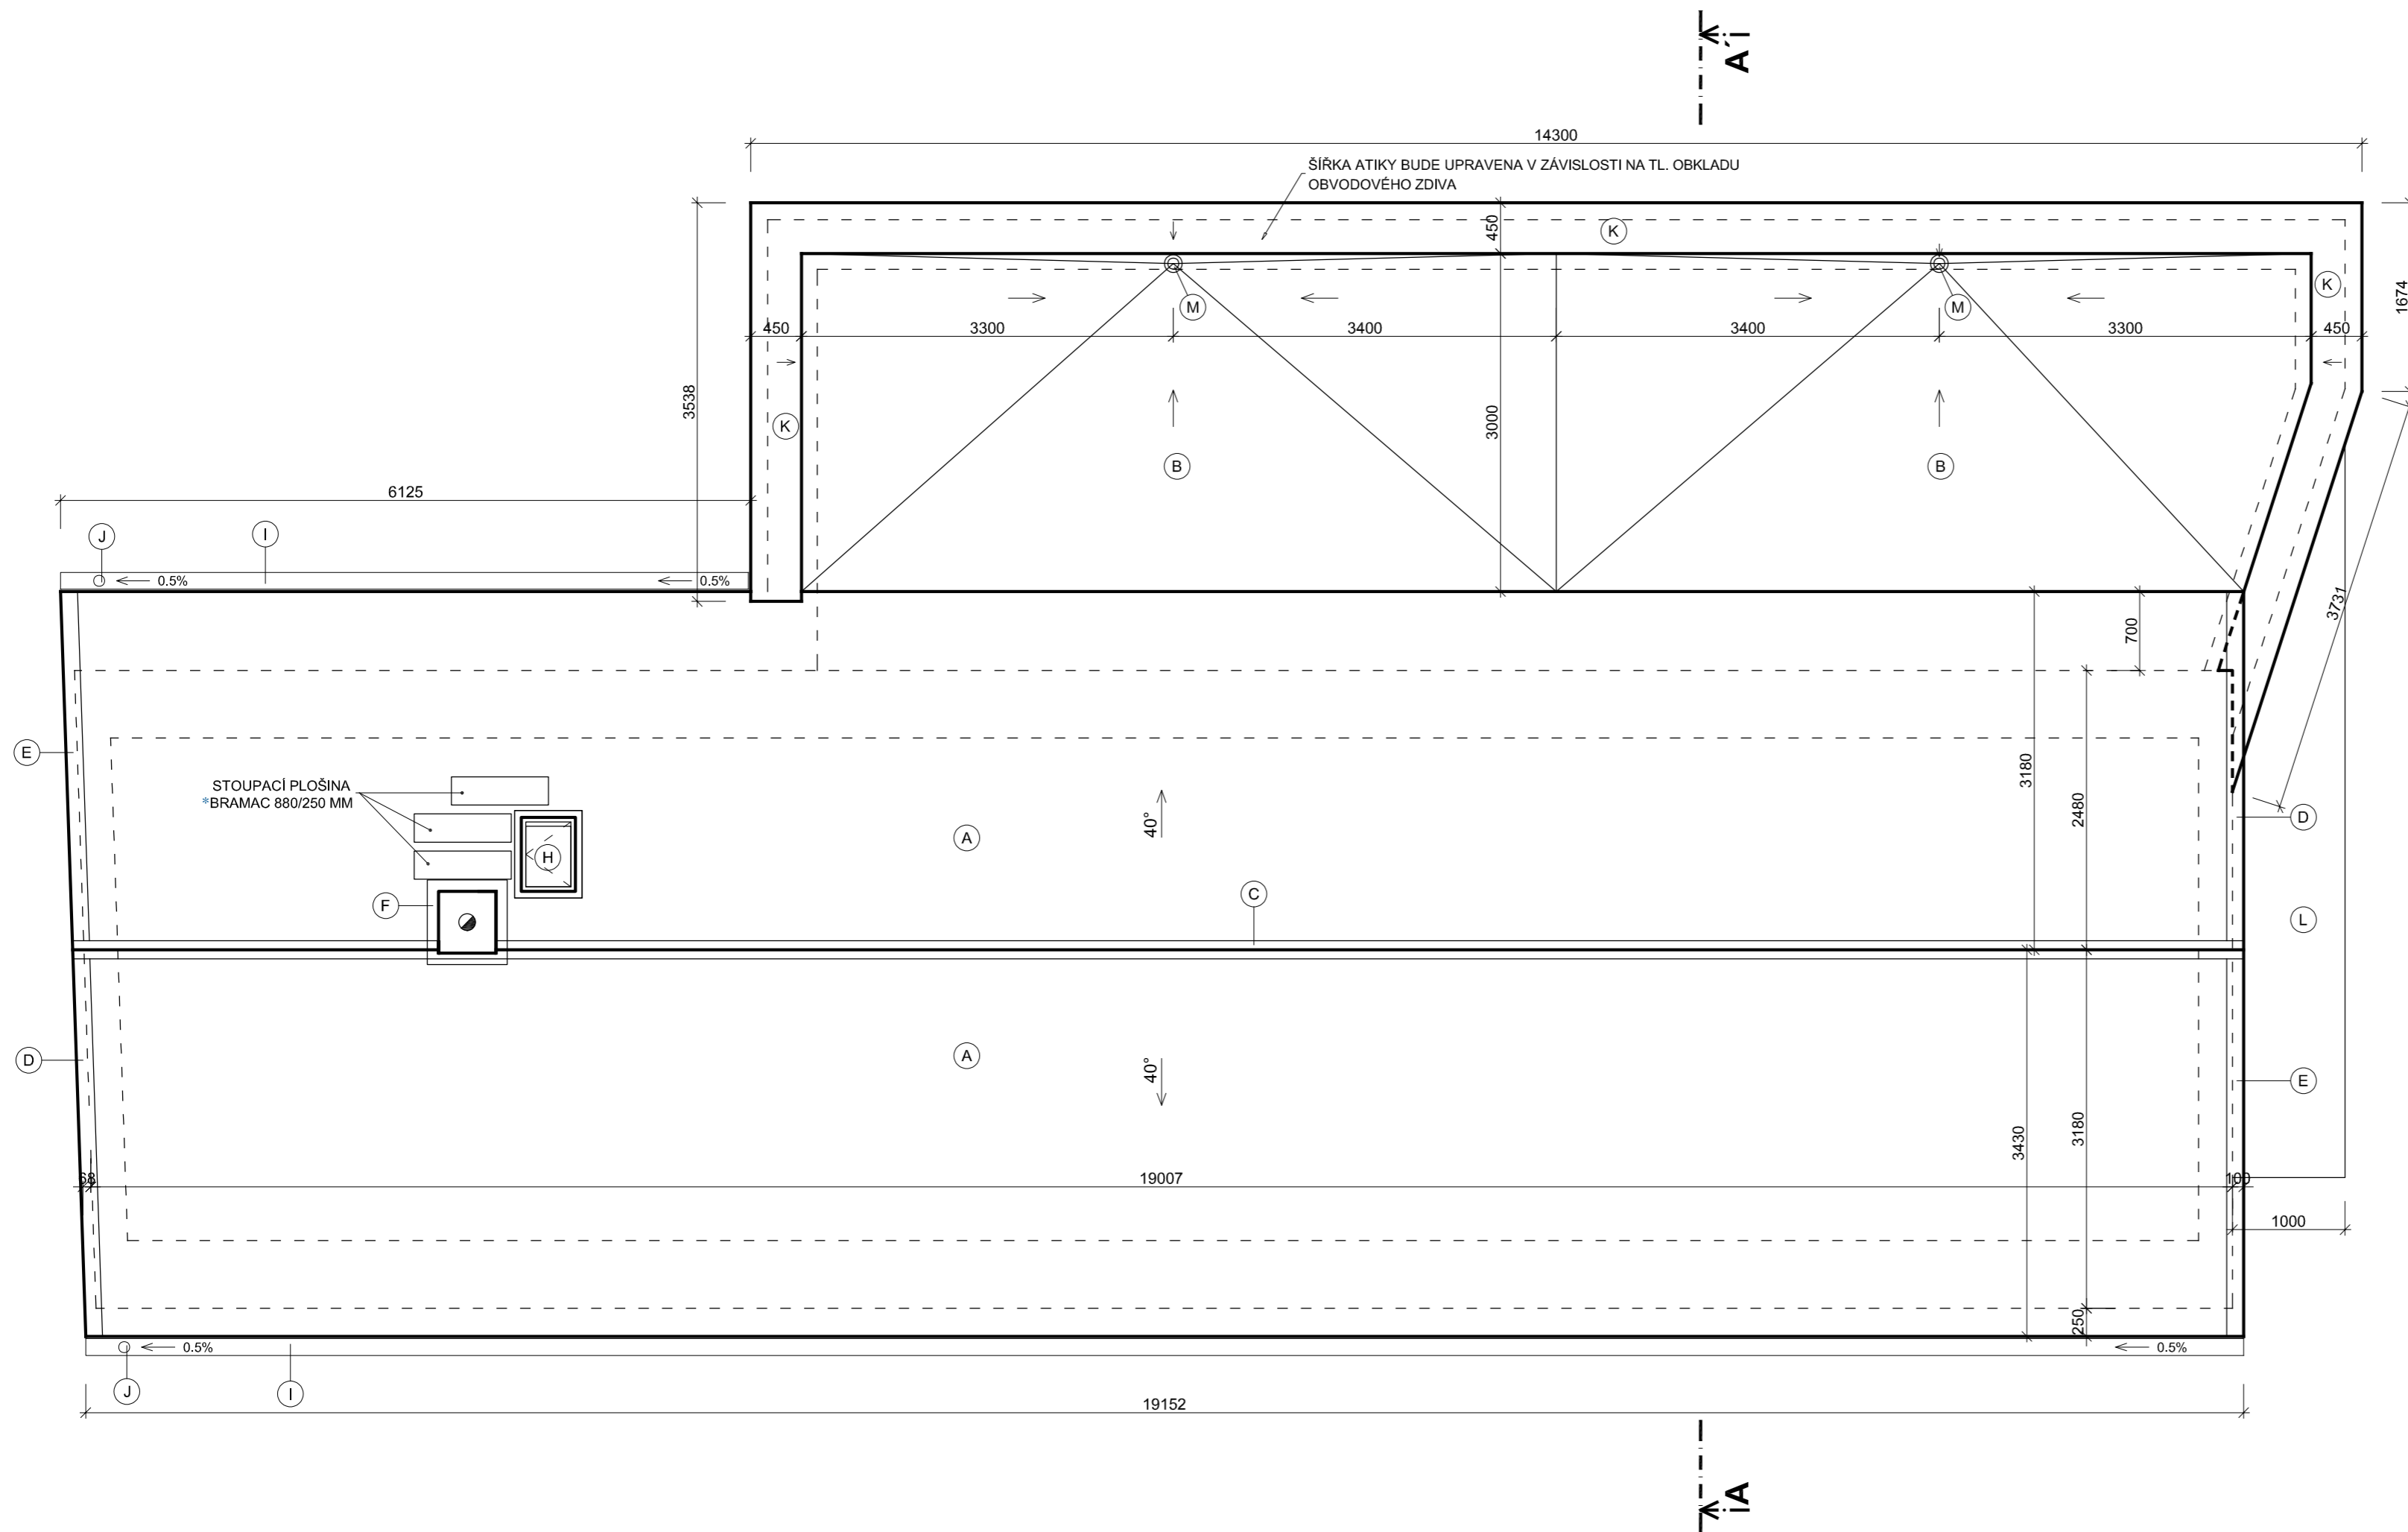 A´
14300
ŠÍŘKA ATIKY BUDE UPRAVENA V ZÁVISLOSTI NA TL. OBKLADU
OBVODOVÉHO ZDIVA
450
K
K
1674
M
M
450
3300
3400
3400
3300
450
3538
3000
K
B
B
6125
J
I
0.5%
0.5%
3731
700
E
STOUPACÍ PLOŠINA
*BRAMAC 880/250 MM
3180
2480
40°
A
D
H
F
C
L
D
A
40°
E
3430
3180
68
19007
100
1000
250
0.5%
0.5%
J
I
19152
A